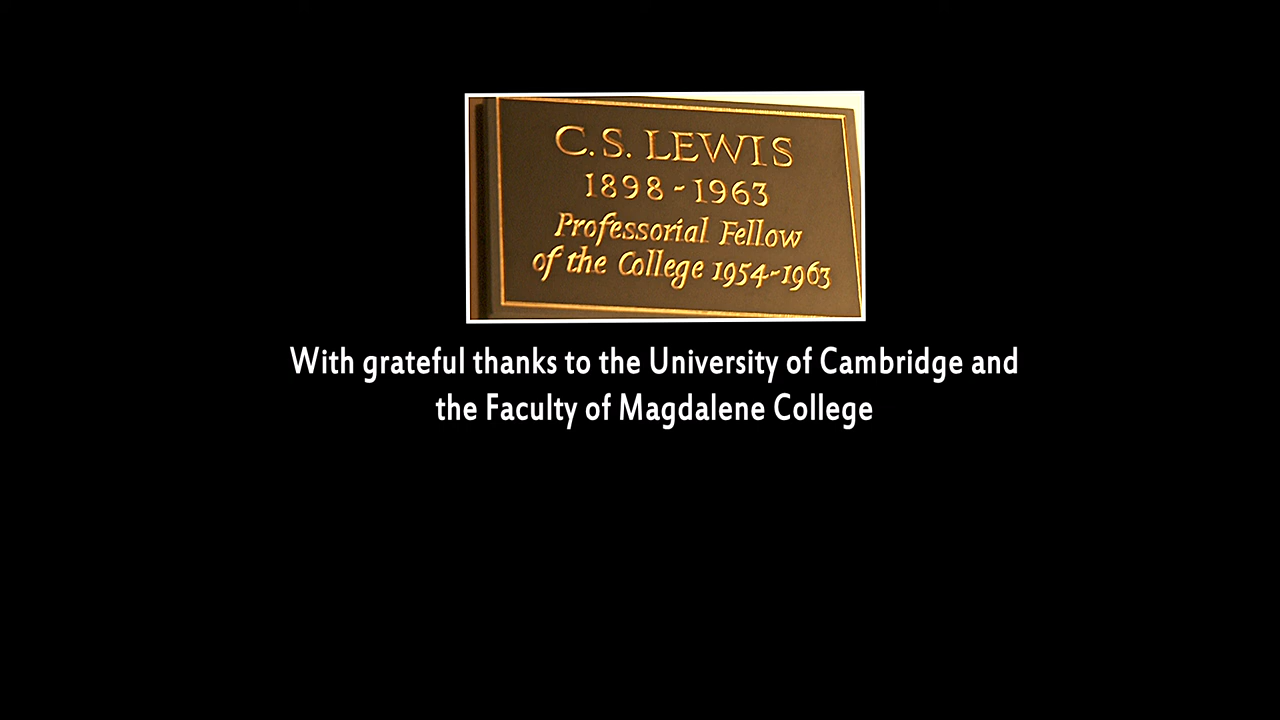 C.S. LEWIS
1898-1963
Professorial Fellow
of the College 1954-1963
With grateful thanks to the University of Cambridge and
the Faculty of Magdalene College